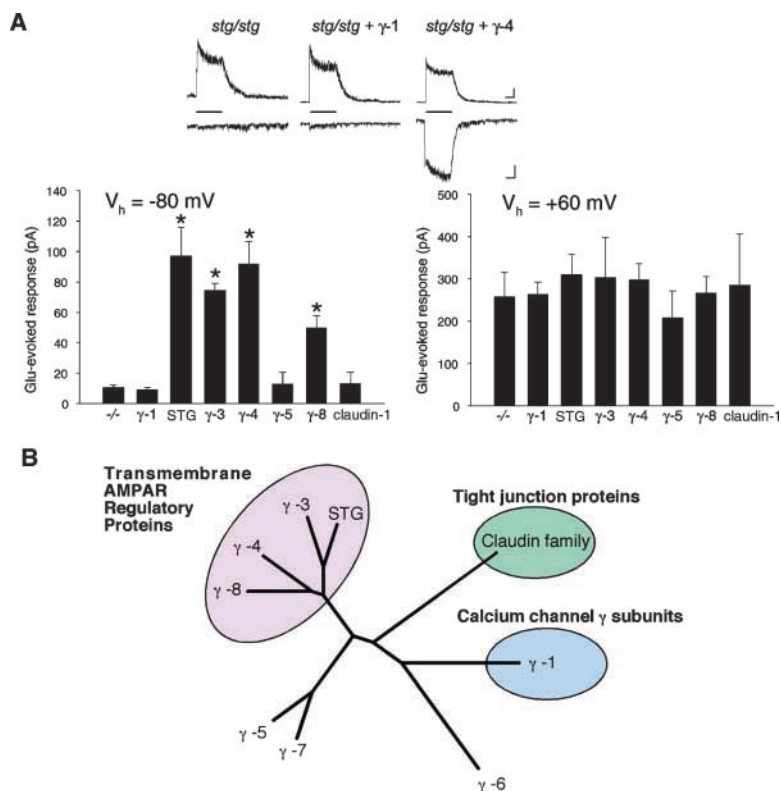 A
stg/stg
stg/stg + γ-1
stg/stg + γ-4
Vh = -80 mV
Glu-evoked response (pA)
140
120
100
80
60
40
20
0
*
*
*
*
-/-
γ-1
STG
γ-3
γ-4
γ-5
γ-8
claudin-1
Vh = +60 mV
Glu-evoked response (pA)
500
400
300
200
100
0
-/-
γ-1
STG
γ-3
γ-4
γ-5
γ-8
claudin-1
B
Transmembrane
AMPAR
Regulatory
Proteins
γ -3
STG
γ -4
γ -8
Tight junction proteins
Claudin family
Calcium channel γ subunits
γ -1
γ -5
γ -7
γ -6